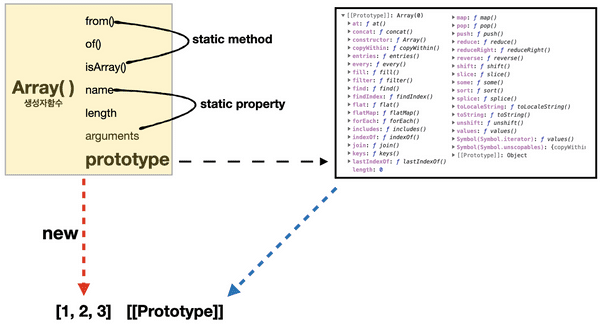 from()
of()
isArray()
static method
Array( )
생성자함수
name
length
arguments
static property
prototype
new
[1, 2, 3] [[Prototype]]
▼ [[Prototype]]: Array(0)
▶ at: ƒ at()
▶ concat: ƒ concat()
▶ constructor: ƒ Array()
▶ copyWithin: ƒ copyWithin()
▶ entries: ƒ entries()
▶ every: ƒ every()
▶ fill: ƒ fill()
▶ filter: ƒ filter()
▶ find: ƒ find()
▶ findIndex: ƒ findIndex()
▶ flat: ƒ flat()
▶ flatMap: ƒ flatMap()
▶ forEach: ƒ forEach()
▶ includes: ƒ includes()
▶ indexOf: ƒ indexOf()
▶ join: ƒ join()
▶ keys: ƒ keys()
▶ lastIndexOf: ƒ lastIndexOf()
length: 0
▶ map: ƒ map()
▶ pop: ƒ pop()
▶ push: ƒ push()
▶ reduce: ƒ reduce()
▶ reduceRight: ƒ reduceRight()
▶ reverse: ƒ reverse()
▶ shift: ƒ shift()
▶ slice: ƒ slice()
▶ some: ƒ some()
▶ sort: ƒ sort()
▶ splice: ƒ splice()
▶ toLocaleString: ƒ toLocaleString()
▶ toString: ƒ toString()
▶ unshift: ƒ unshift()
▶ values: ƒ values()
▶ Symbol(Symbol.iterator): ƒ values()
▶ Symbol(Symbol.unscopables): {copyWithin
▶ [[Prototype]]: Object